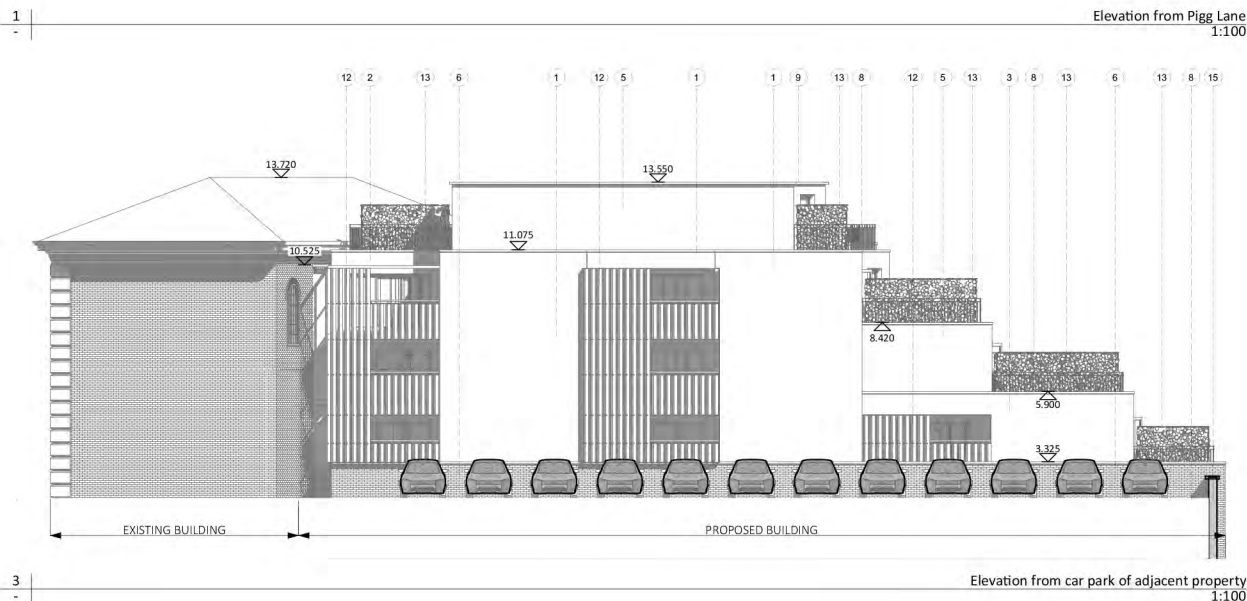 1
-
Elevation from Pigg Lane
1:100
12 2 13 6 1 12 5 1 1 9 13 8 12 5 13 3 8 13 6 13 8 15
13.720
13.550
11.075
10.525
8.420
5.900
3.325
EXISTING BUILDING
PROPOSED BUILDING
3
-
Elevation from car park of adjacent property
1:100